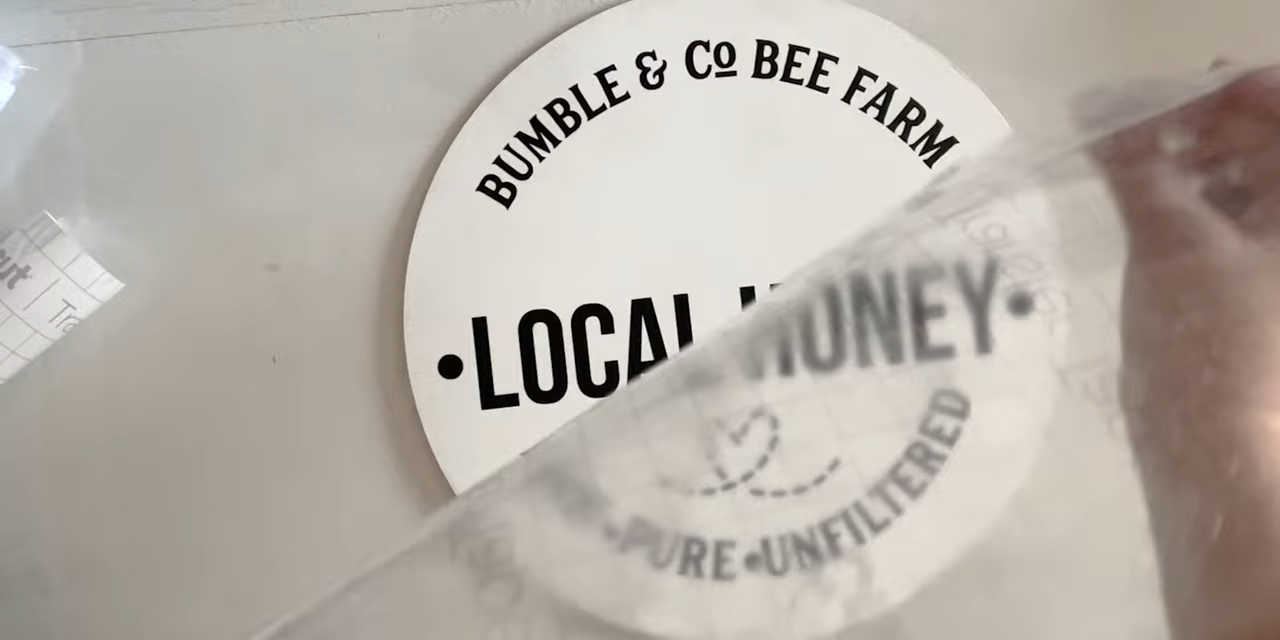 BUMBLE & Co BEE FARM
•LOCAL HONEY•
•PURE•UNFILTERED